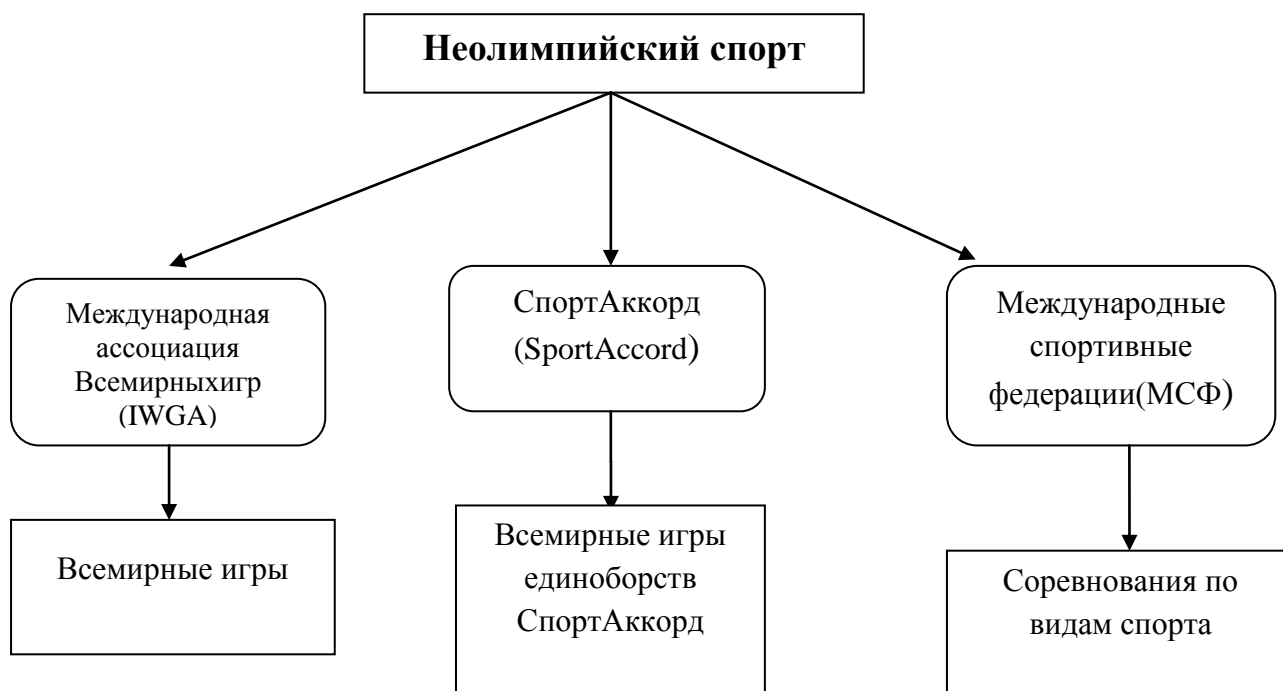 Неолимпийский спорт
Международная
ассоциация
Всемирныхигр
(IWGA)
СпортАккорд
(SportAccord)
Международные
спортивные
федерации(МСФ)
Всемирные игры
Всемирные игры
единоборств
СпортАккорд
Соревнования по
видам спорта